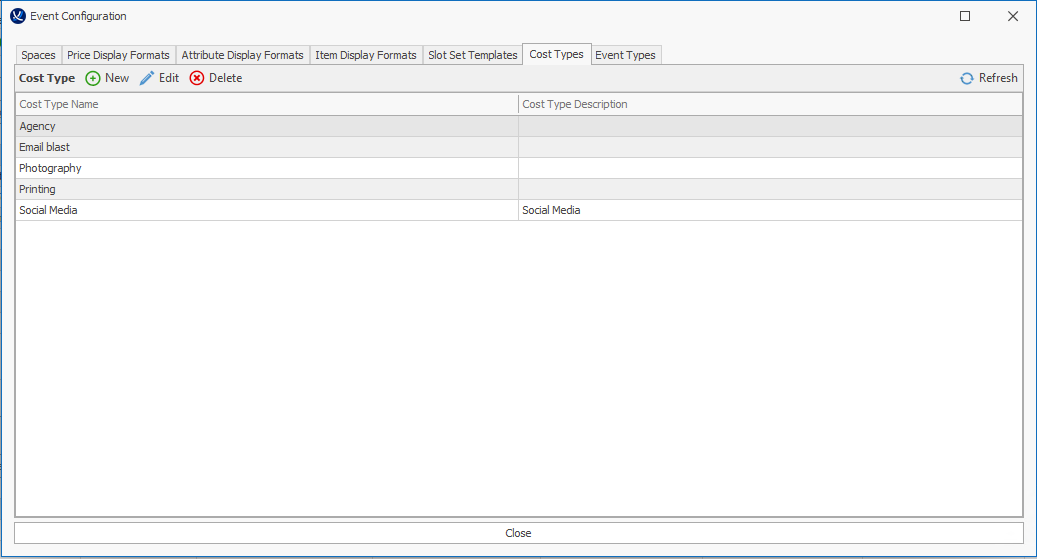 Event Configuration
Spaces Price Display Formats Attribute Display Formats Item Display Formats Slot Set Templates Cost Types Event Types
Cost Type New Edit Delete Refresh
Cost Type Name Cost Type Description
Agency
Email blast
Photography
Printing
Social Media Social Media
Close